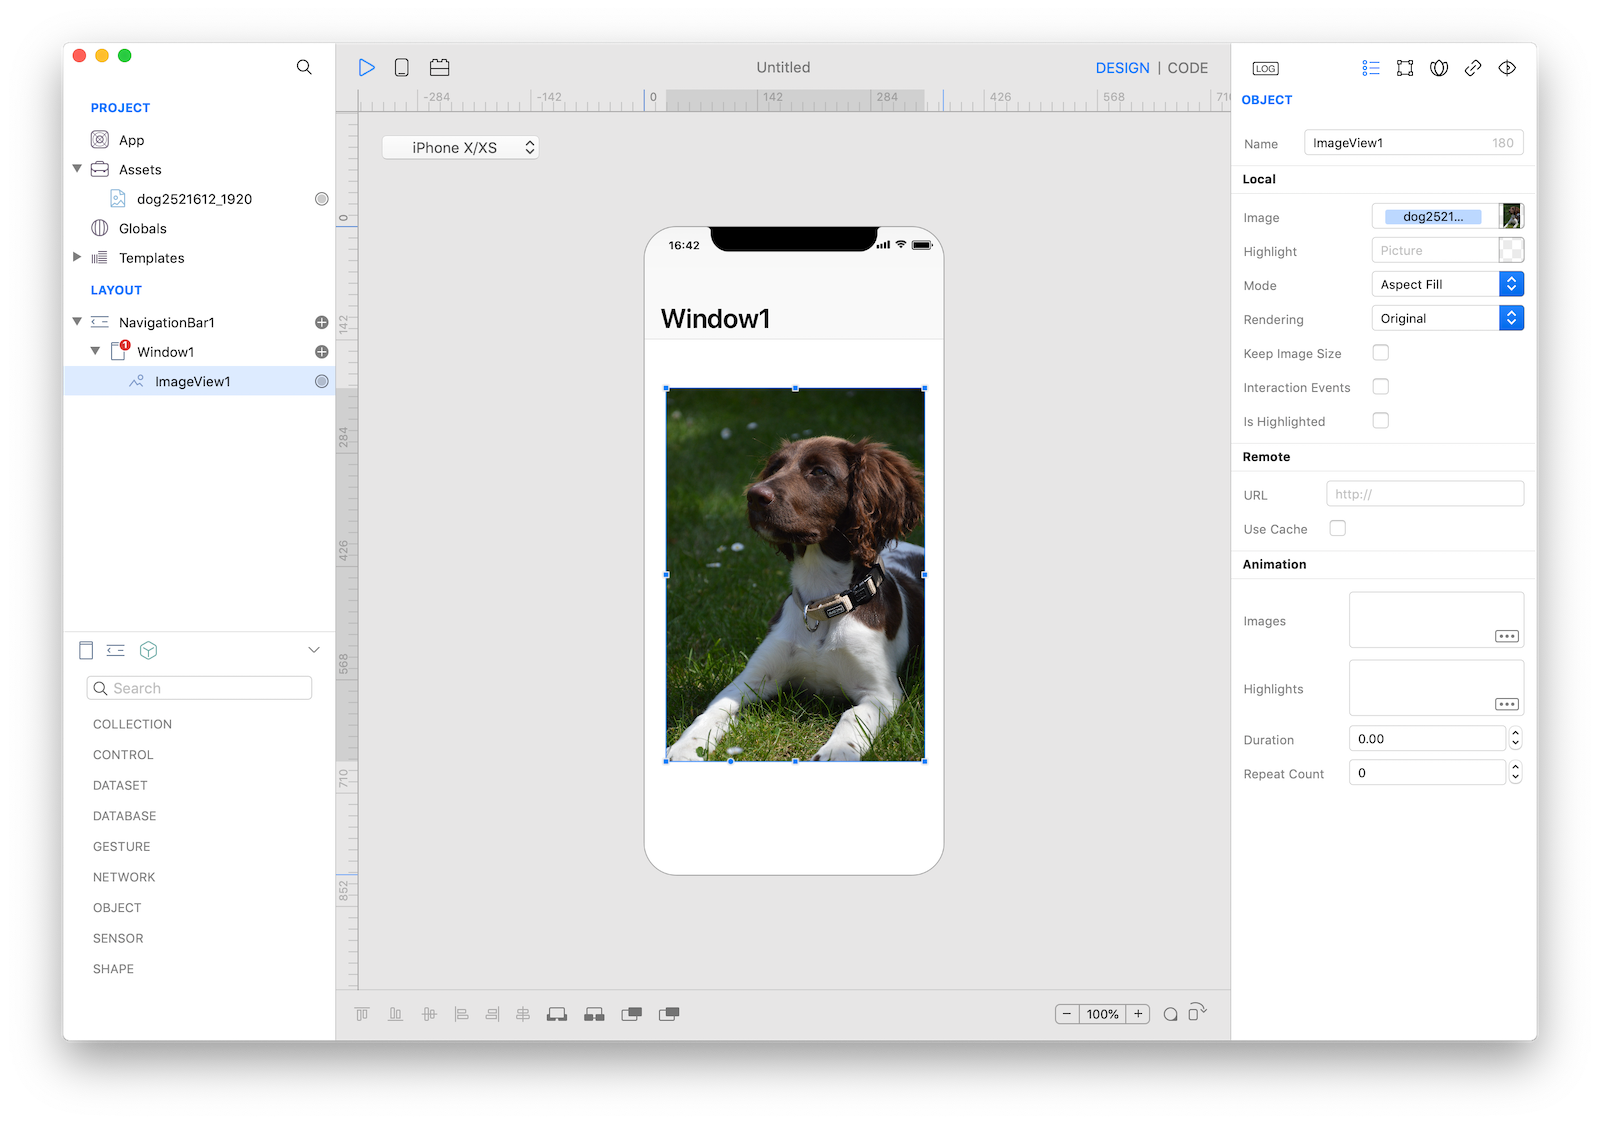 PROJECT
App
Assets
dog2521612_1920
Globals
Templates
LAYOUT
NavigationBar1
1
Window1
ImageView1
Search
COLLECTION
CONTROL
DATASET
DATABASE
GESTURE
NETWORK
OBJECT
SENSOR
SHAPE
Untitled
DESIGN | CODE
-284 -142 0 142 284 426 568 710
iPhone X/XS
0
142
284
426
568
710
852
16:42
Window1
100%
LOG
OBJECT
Name ImageView1 180
Local
Image dog2521...
Highlight Picture
Mode Aspect Fill
Rendering Original
Keep Image Size
Interaction Events
Is Highlighted
Remote
URL http://
Use Cache
Animation
Images
Highlights
Duration 0.00
Repeat Count 0